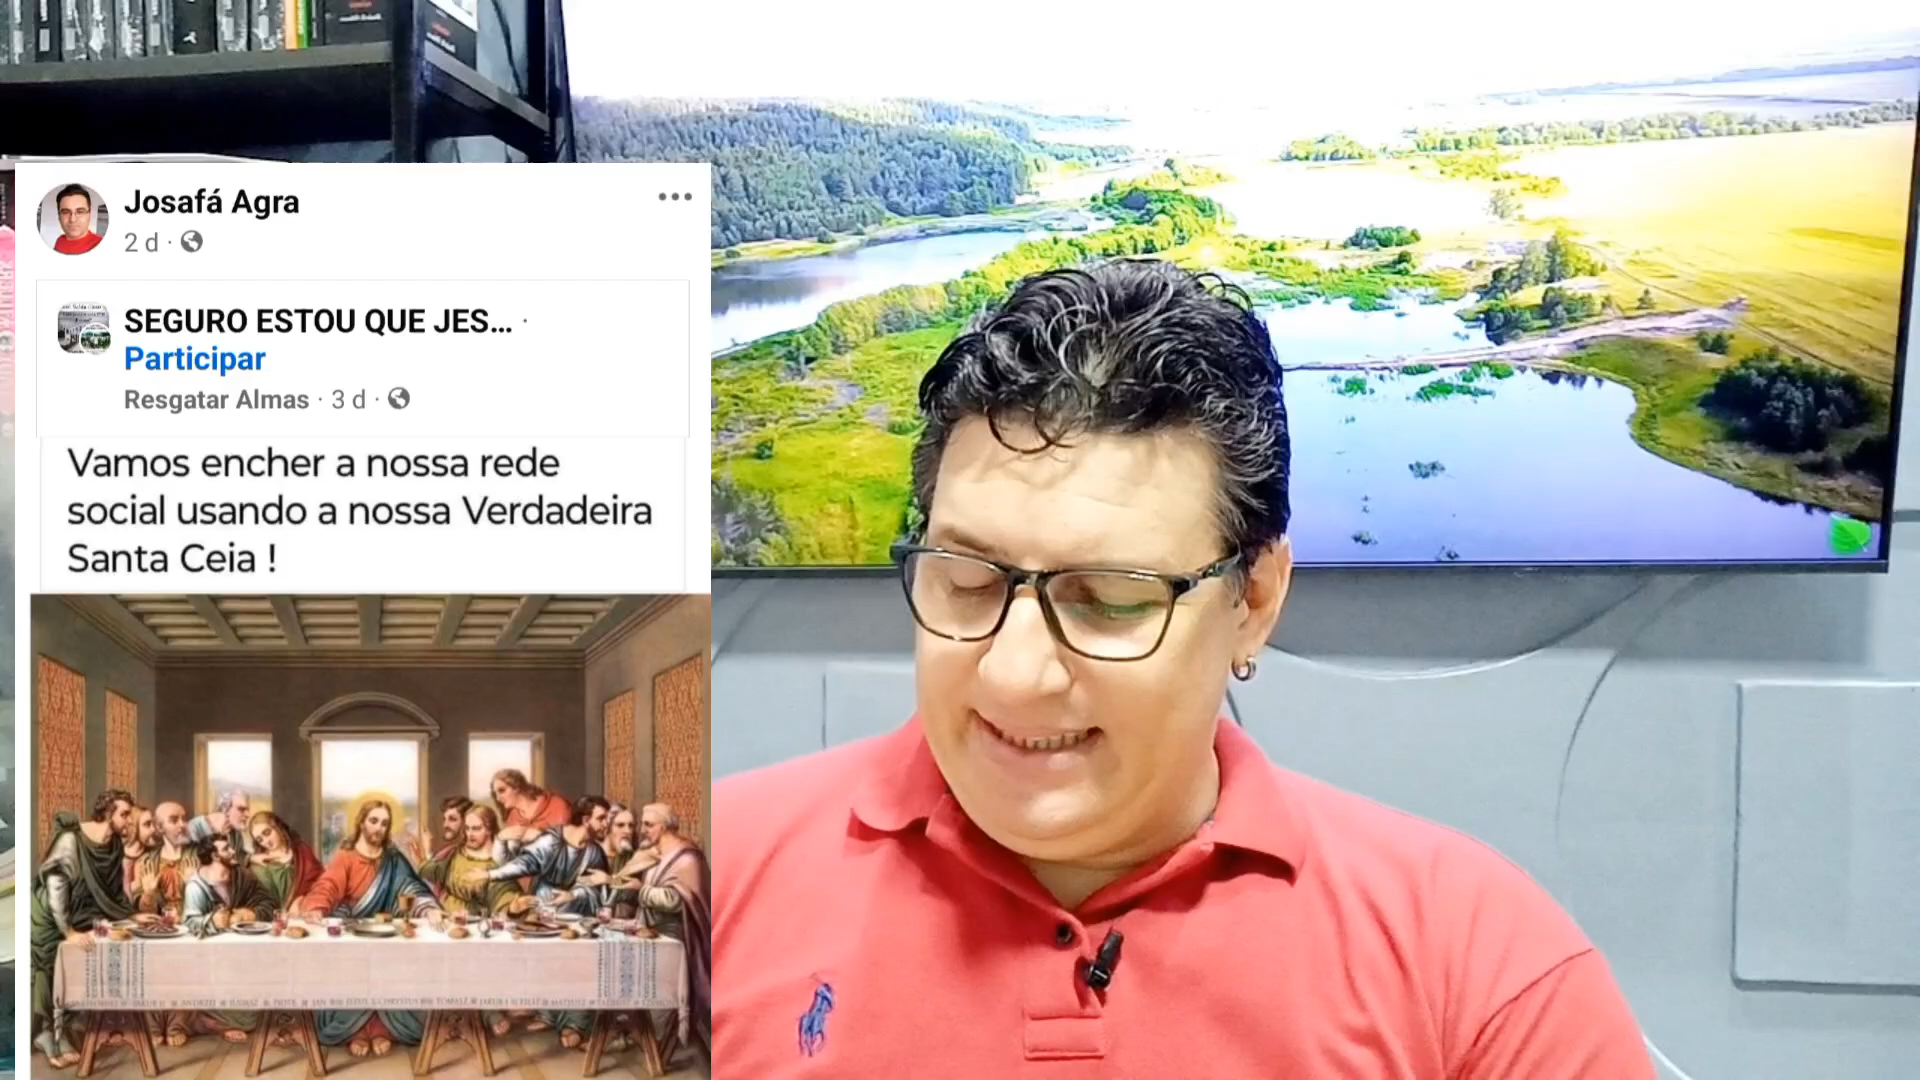 Josafá Agra
2 d ·
SEGURO ESTOU QUE JES... ·
Participar
Resgatar Almas · 3 d ·
Vamos encher a nossa rede
social usando a nossa Verdadeira
Santa Ceia !